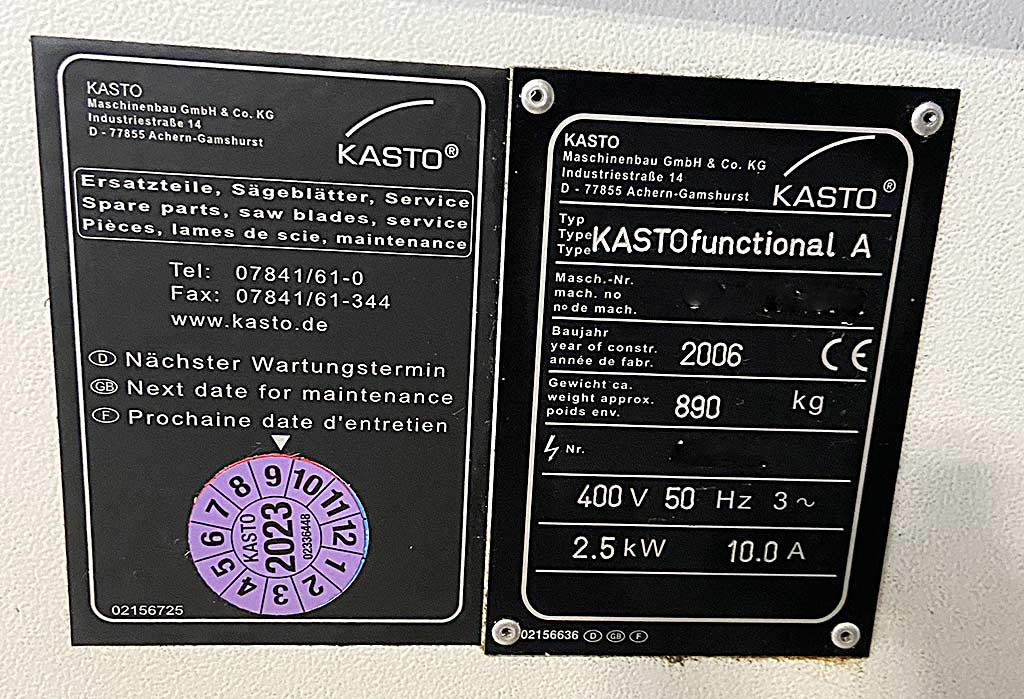 KASTO
Maschinenbau GmbH & Co. KG
Industriestraße 14
D - 77855 Achern-Gamshurst
KASTO®
Ersatzteile, Sägeblätter, Service
Spare parts, saw blades, service
Pièces, lames de scie, maintenance
Tel: 07841/61-0
Fax: 07841/61-344
www.kasto.de
D Nächster Wartungstermin
GB Next date for maintenance
F Prochaine date d'entretien
1 2 3 4 5 6 7 8 9 10 11 12
KASTO
2023
02336448
02156725
KASTO
Maschinenbau GmbH & Co. KG
Industriestraße 14
D - 77855 Achern-Gamshurst
KASTO®
Typ
Type KASTOfunctional A
Type
Masch.-Nr.
mach. no
no de mach.
Baujahr
year of constr. 2006 CE
année de fabr.
Gewicht ca.
weight approx. 890 kg
poids env.
Nr.
400 V 50 Hz 3 ~
2.5 kW 10.0 A
02156636 D GB F